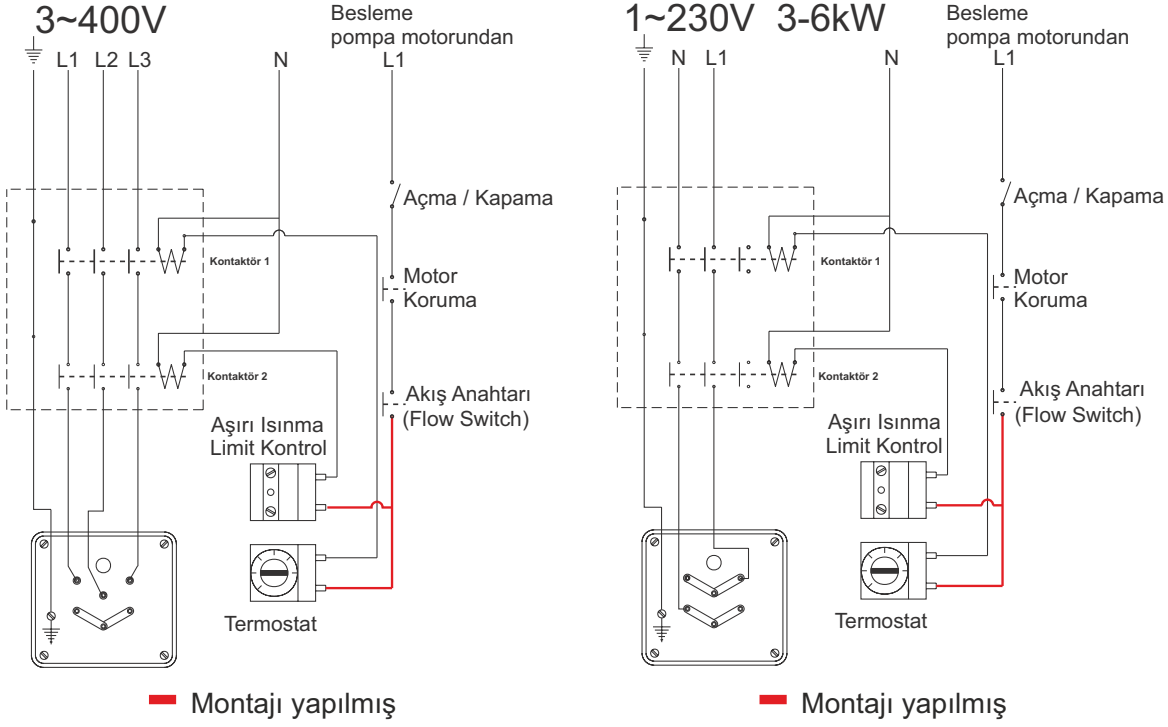 3~400V
Besleme
pompa motorundan
L1 L2 L3
N
L1
Açma / Kapama
Kontaktör 1
Motor
Koruma
Kontaktör 2
Akış Anahtarı
(Flow Switch)
Aşırı Isınma
Limit Kontrol
Termostat
Montajı yapılmış
1~230V 3-6kW
Besleme
pompa motorundan
N L1
N
L1
Açma / Kapama
Kontaktör 1
Motor
Koruma
Kontaktör 2
Akış Anahtarı
(Flow Switch)
Aşırı Isınma
Limit Kontrol
Termostat
Montajı yapılmış